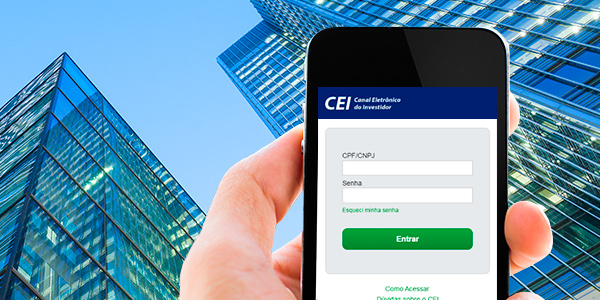 CEI Canal Eletrônico
do Investidor
CPF/CNPJ
Senha
Esqueci minha senha
Entrar
Como Acessar
Dúvidas sobre o CEI